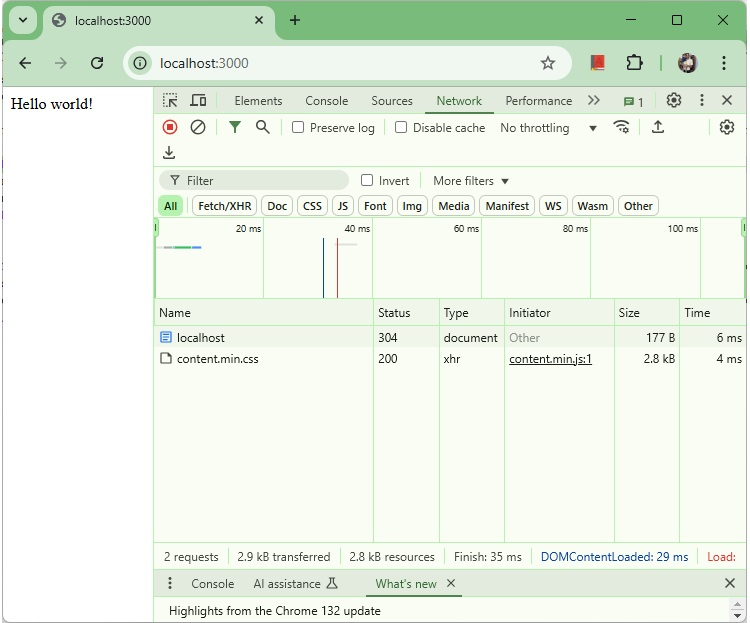 localhost:3000
localhost:3000
Hello world!
Elements Console Sources Network Performance 1
Preserve log Disable cache No throttling
Filter Invert More filters
All Fetch/XHR Doc CSS JS Font Img Media Manifest WS Wasm Other
20 ms 40 ms 60 ms 80 ms 100 ms
Name Status Type Initiator Size Time
localhost 304 document Other 177 B 6 ms
content.min.css 200 xhr content.min.js:1 2.8 kB 4 ms
2 requests 2.9 kB transferred 2.8 kB resources Finish: 35 ms DOMContentLoaded: 29 ms Load:
Console AI assistance What's new
Highlights from the Chrome 132 update